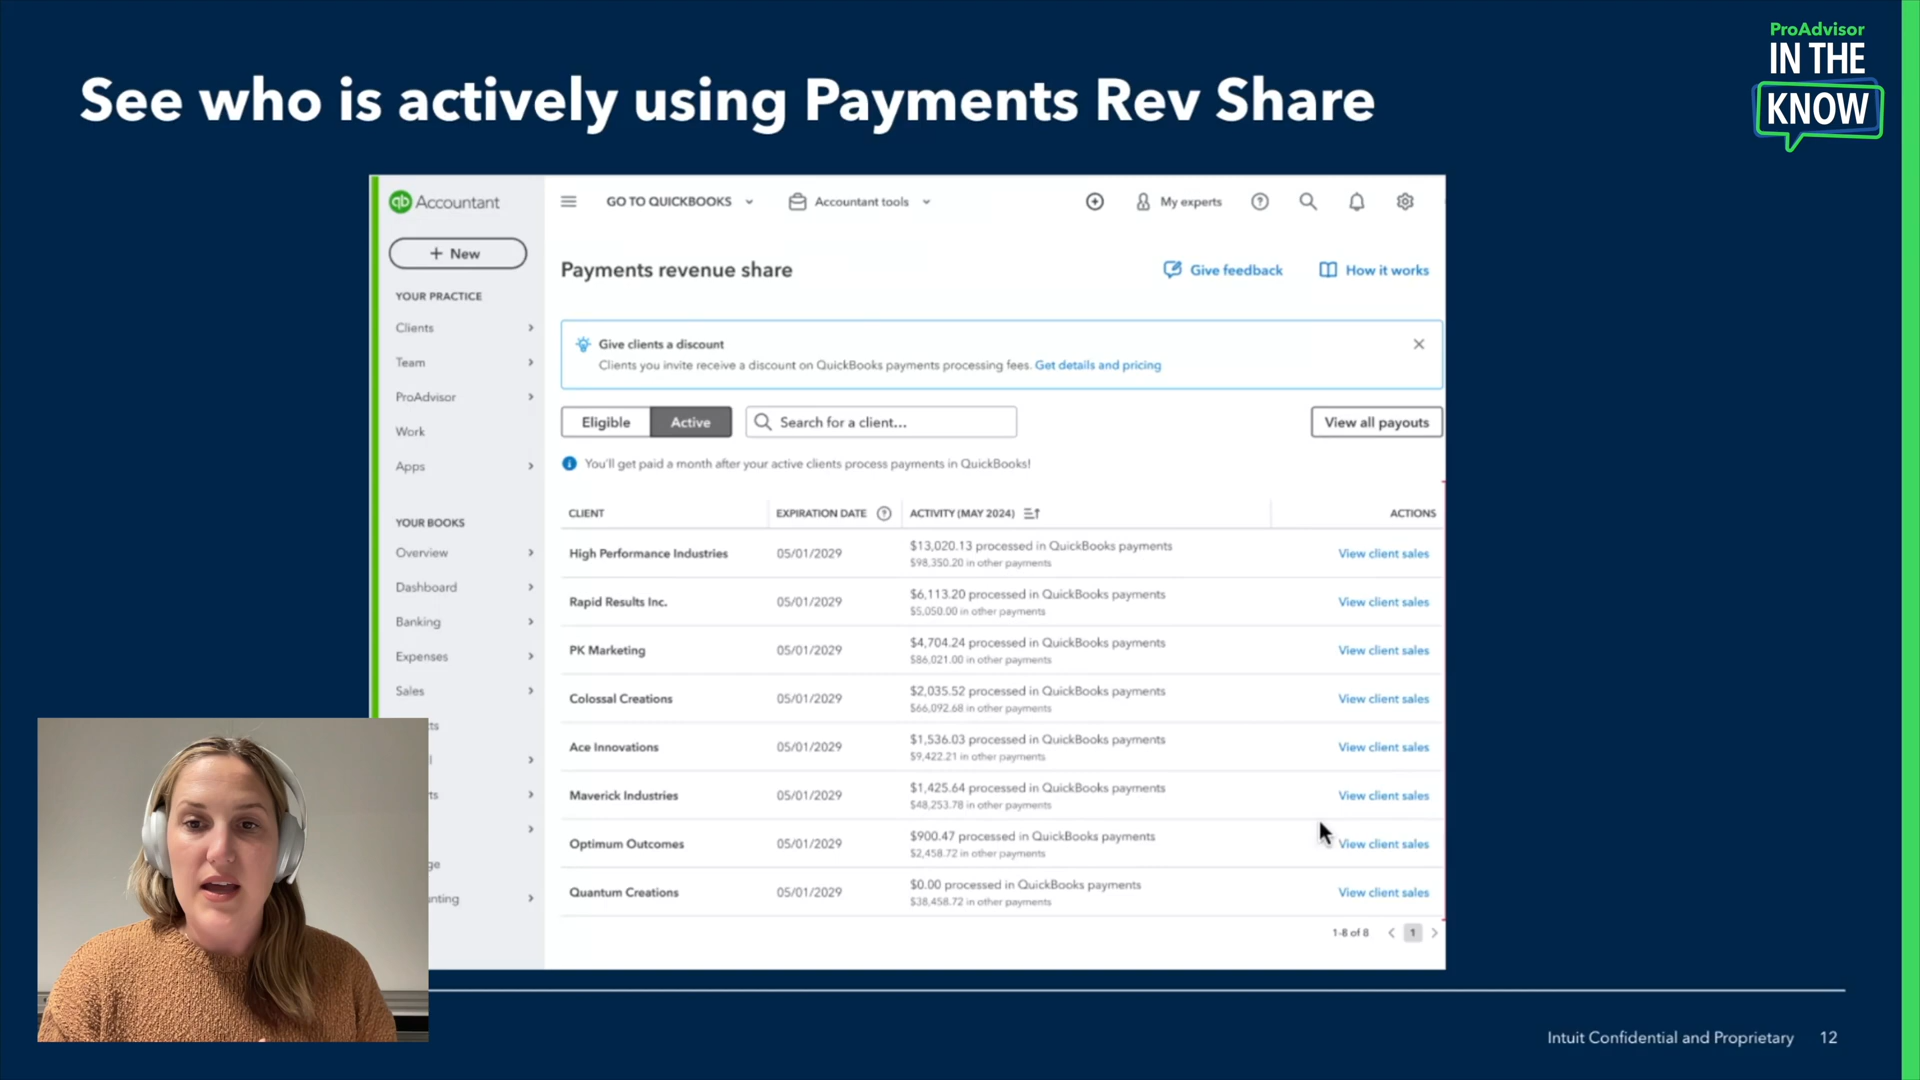 See who is actively using Payments Rev Share
ProAdvisor
IN THE
KNOW
qb Accountant
GO TO QUICKBOOKS
Accountant tools
My experts
+ New
Payments revenue share
Give feedback
How it works
YOUR PRACTICE
Clients
Team
ProAdvisor
Work
Apps
YOUR BOOKS
Overview
Dashboard
Banking
Expenses
Sales
Give clients a discount
Clients you invite receive a discount on QuickBooks payments processing fees. Get details and pricing
Eligible
Active
Search for a client...
View all payouts
You'll get paid a month after your active clients process payments in QuickBooks!
CLIENT
EXPIRATION DATE
ACTIVITY (MAY 2024)
ACTIONS
High Performance Industries
05/01/2029
$13,020.13 processed in QuickBooks payments
$98,350.20 in other payments
View client sales
Rapid Results Inc.
05/01/2029
$6,113.20 processed in QuickBooks payments
$5,050.00 in other payments
View client sales
PK Marketing
05/01/2029
$4,704.24 processed in QuickBooks payments
$86,021.00 in other payments
View client sales
Colossal Creations
05/01/2029
$2,035.52 processed in QuickBooks payments
$66,092.68 in other payments
View client sales
Ace Innovations
05/01/2029
$1,536.03 processed in QuickBooks payments
$9,422.21 in other payments
View client sales
Maverick Industries
05/01/2029
$1,425.64 processed in QuickBooks payments
$48,253.78 in other payments
View client sales
Optimum Outcomes
05/01/2029
$900.47 processed in QuickBooks payments
$2,458.72 in other payments
View client sales
Quantum Creations
05/01/2029
$0.00 processed in QuickBooks payments
$38,458.72 in other payments
View client sales
1-8 of 8
1
Intuit Confidential and Proprietary
12